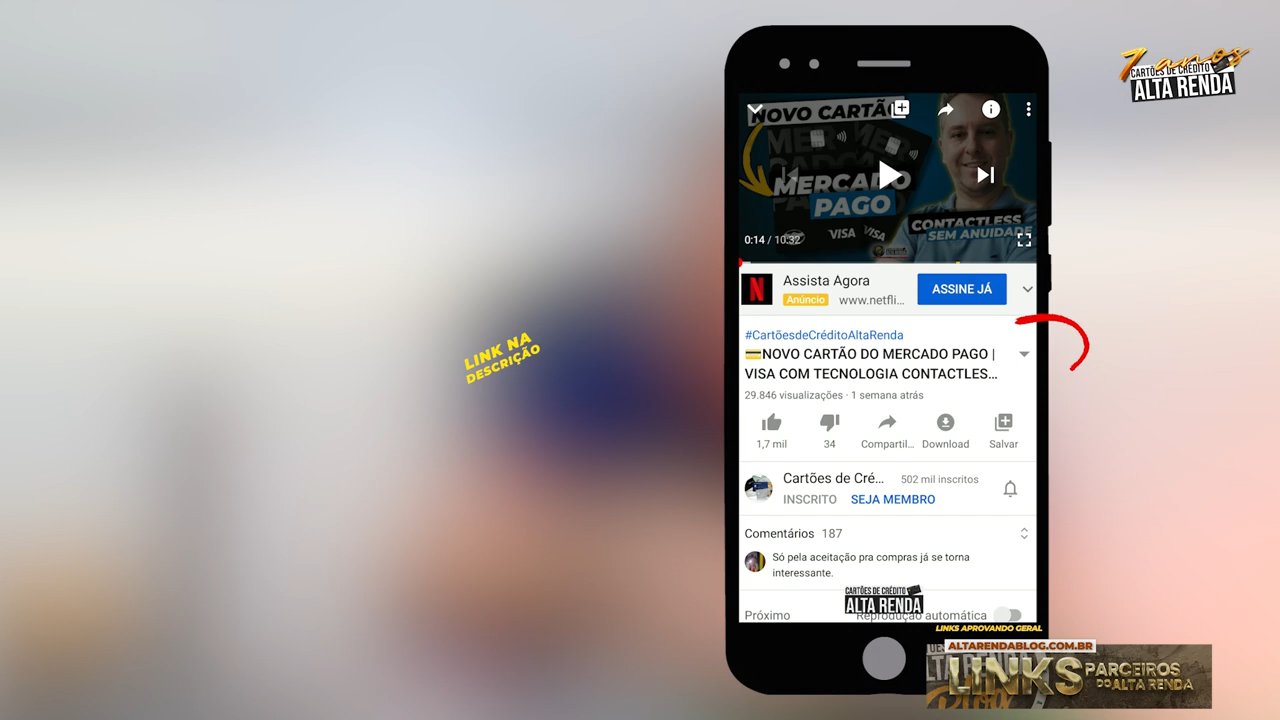 7 anos
CARTÕES DE CRÉDITO
ALTA RENDA
NOVO CARTÃO
MERCADO
PAGO
VISA VISA
CONTACTLESS
SEM ANUIDADE
0:14 / 10:32
Assista Agora
Anúncio www.netfli...
ASSINE JÁ
LINK NA
DESCRIÇÃO
#CartõesdeCréditoAltaRenda
💳NOVO CARTÃO DO MERCADO PAGO |
VISA COM TECNOLOGIA CONTACTLES...
29.846 visualizações · 1 semana atrás
1,7 mil 34 Compartil... Download Salvar
Cartões de Cré... 502 mil inscritos
INSCRITO SEJA MEMBRO
Comentários 187
Só pela aceitação pra compras já se torna
interessante.
CARTÕES DE CRÉDITO
ALTA RENDA
Próximo Reprodução automática
LINKS APROVANDO GERAL
ALTARENDABLOG.COM.BR
LINKS PARCEIROS
DO ALTA RENDA
Blog